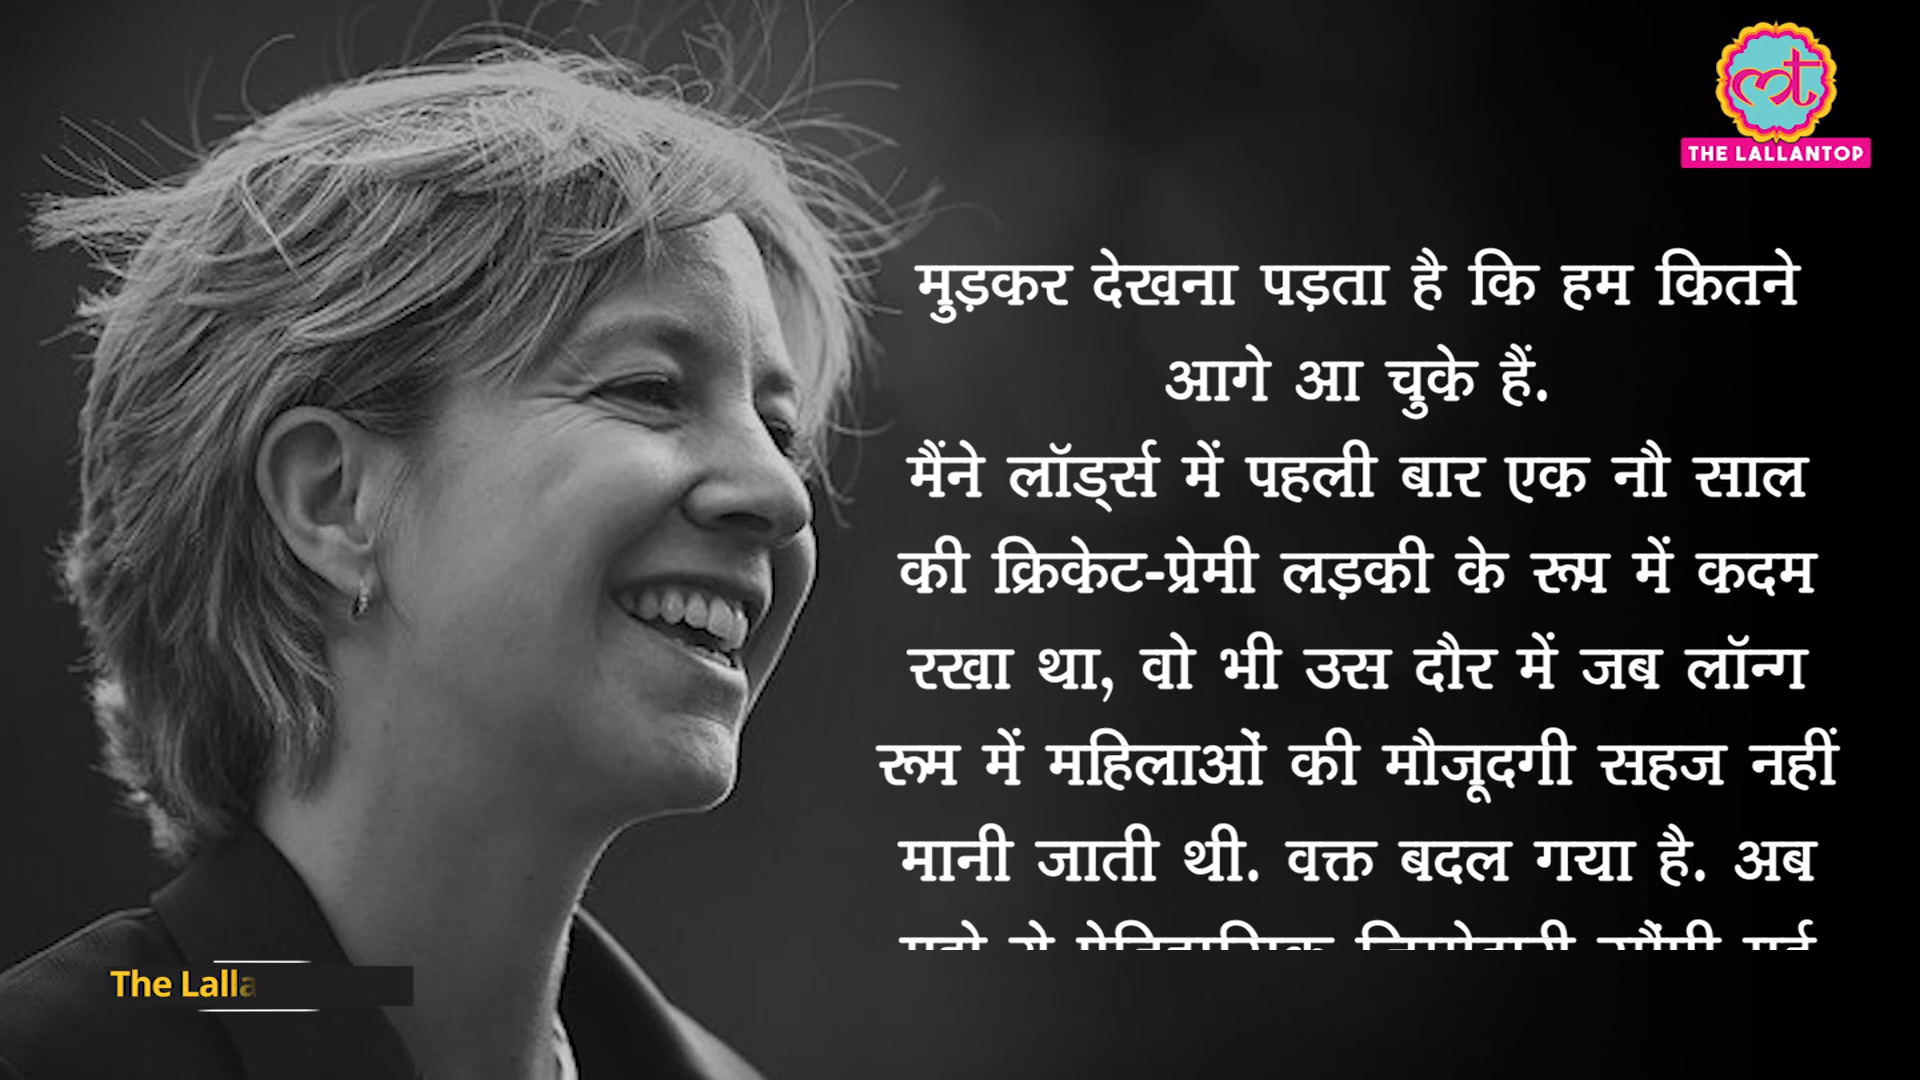 THE LALLANTOP
मुड़कर देखना पड़ता है कि हम कितने
आगे आ चुके हैं.
मैंने लॉर्ड्स में पहली बार एक नौ साल
की क्रिकेट-प्रेमी लड़की के रूप में कदम
रखा था, वो भी उस दौर में जब लॉन्ग
रूम में महिलाओं की मौजूदगी सहज नहीं
मानी जाती थी. वक्त बदल गया है. अब
The Lalla